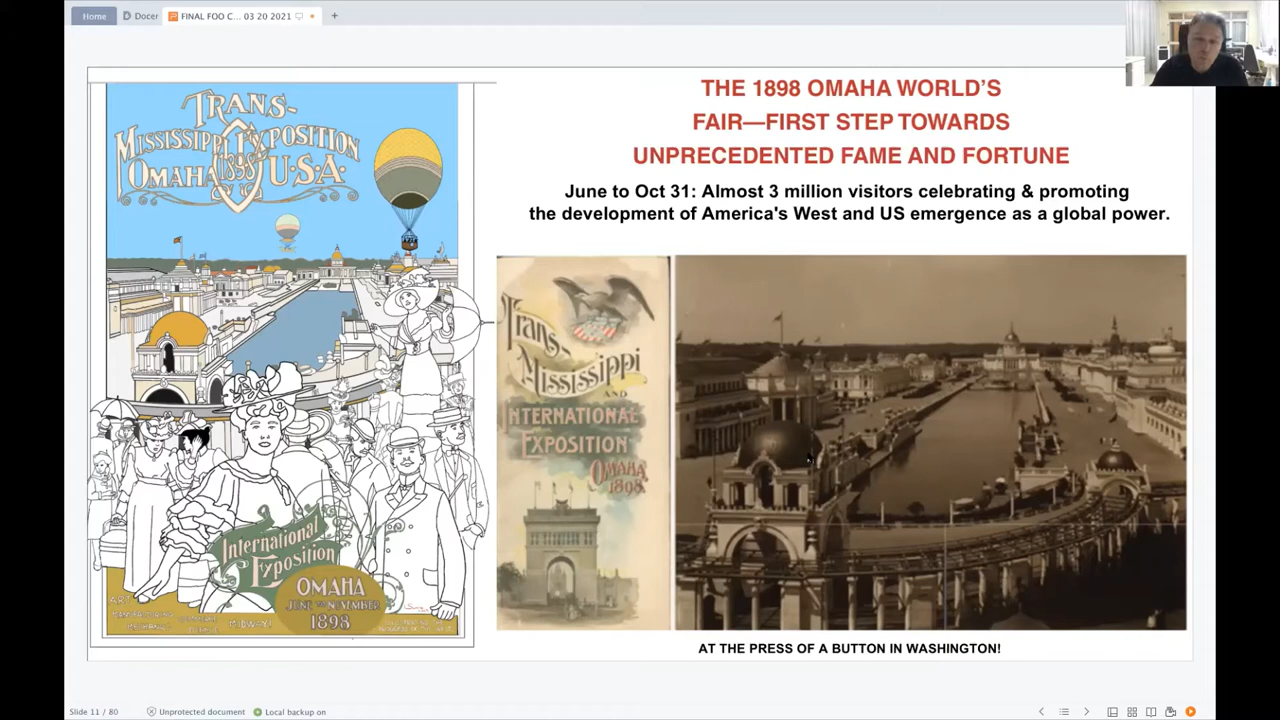 Home
Docer
FINAL FOO C... 03 20 2021
TRANS-
MISSISSIPPI EXPOSITION
OMAHA 1898 U.S.A.
International
Exposition
OMAHA
JUNE TO NOVEMBER
1898
ART
MIDWAY!
THE 1898 OMAHA WORLD'S
FAIR—FIRST STEP TOWARDS
UNPRECEDENTED FAME AND FORTUNE
June to Oct 31: Almost 3 million visitors celebrating & promoting
the development of America's West and US emergence as a global power.
Trans-
Mississippi
AND
INTERNATIONAL
EXPOSITION
OMAHA
1898
AT THE PRESS OF A BUTTON IN WASHINGTON!
Slide 11 / 80
Unprotected document
Local backup on